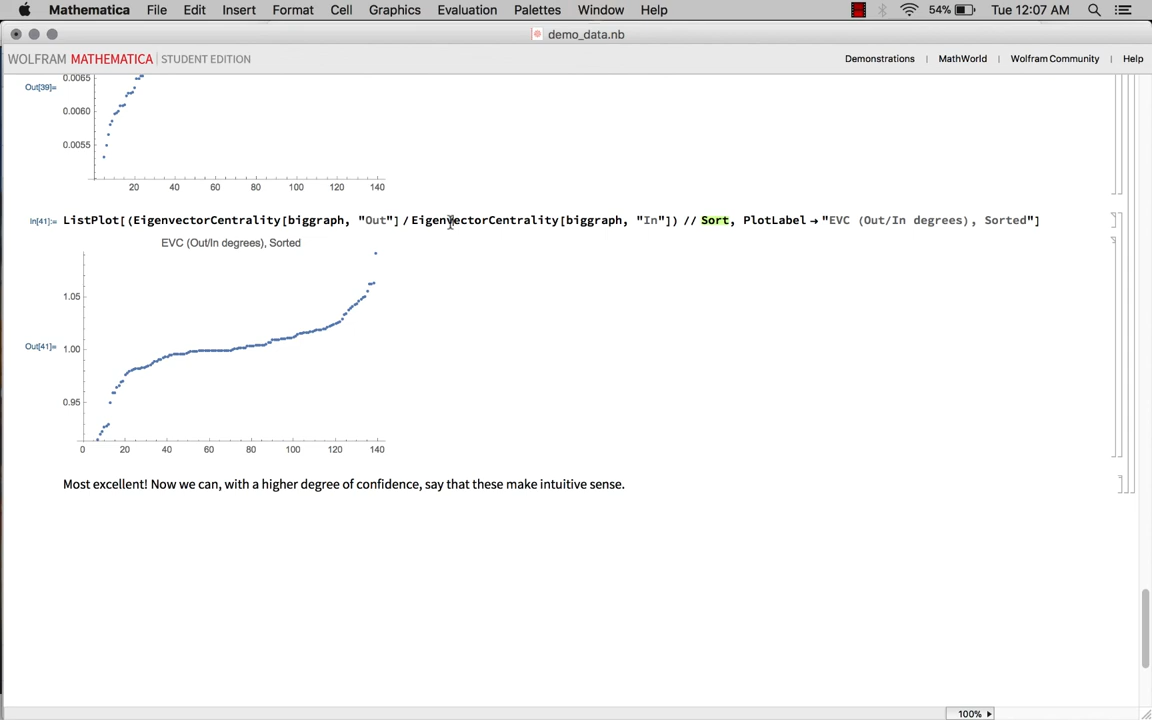 Mathematica File Edit Insert Format Cell Graphics Evaluation Palettes Window Help 54% Tue 12:07 AM
demo_data.nb
WOLFRAM MATHEMATICA STUDENT EDITION Demonstrations MathWorld Wolfram Community Help
0.0065
Out[39]=
0.0060
0.0055
20 40 60 80 100 120 140
In[41]:= ListPlot[(EigenvectorCentrality[biggraph, "Out"] / EigenvectorCentrality[biggraph, "In"]) // Sort, PlotLabel → "EVC (Out/In degrees), Sorted"]
EVC (Out/In degrees), Sorted
1.05
Out[41]= 1.00
0.95
0 20 40 60 80 100 120 140
Most excellent! Now we can, with a higher degree of confidence, say that these make intuitive sense.
100%